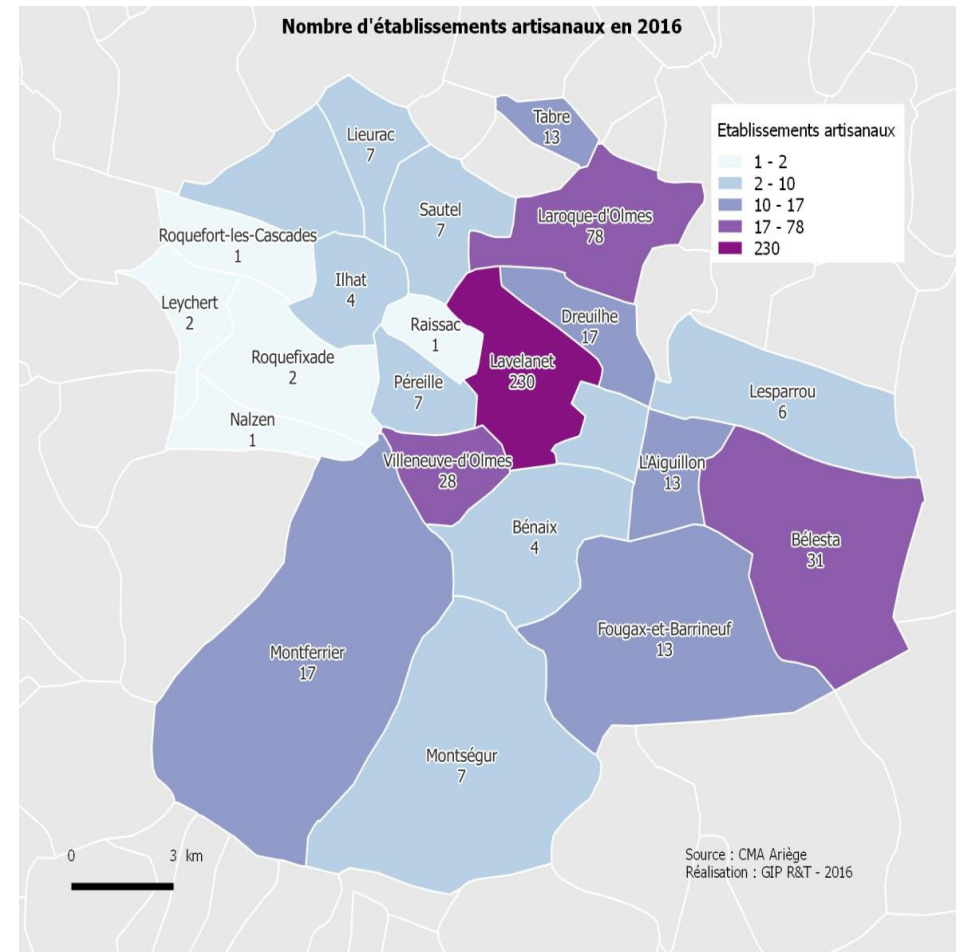 Nombre d'établissements artisanaux en 2016
Tabre
13
Lieurac
7
Etablissements artisanaux
1 - 2
2 - 10
10 - 17
17 - 78
230
Sautel
7
Laroque-d'Olmes
78
Roquefort-les-Cascades
1
Ilhat
4
Leychert
2
Raissac
1
Dreuilhe
17
Roquefixade
2
Lavelanet
230
Péreille
7
Lesparrou
6
Nalzen
1
Villeneuve-d'Olmes
28
L'Aiguillon
13
Bénaix
4
Bélesta
31
Fougax-et-Barrineuf
13
Montferrier
17
Montségur
7
0 3 km
Source : CMA Ariège
Réalisation : GIP R&T - 2016